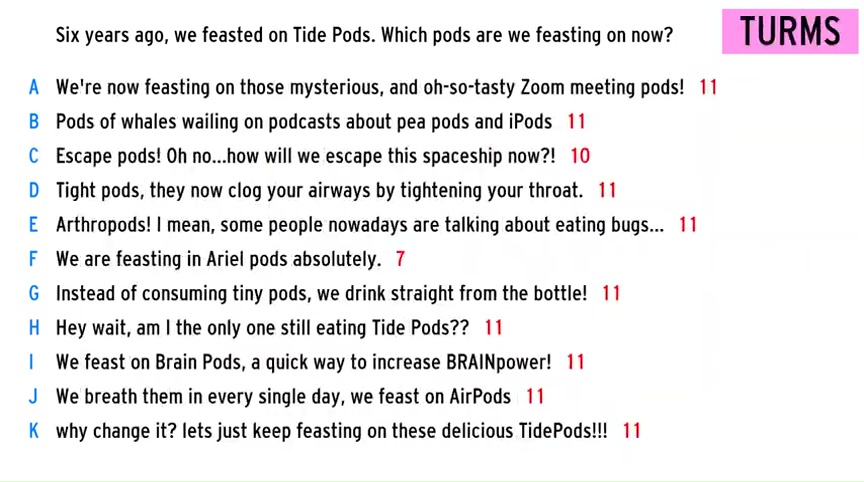 Six years ago, we feasted on Tide Pods. Which pods are we feasting on now?
TURMS
A We're now feasting on those mysterious, and oh-so-tasty Zoom meeting pods! 11
B Pods of whales wailing on podcasts about pea pods and iPods 11
C Escape pods! Oh no...how will we escape this spaceship now?! 10
D Tight pods, they now clog your airways by tightening your throat. 11
E Arthropods! I mean, some people nowadays are talking about eating bugs... 11
F We are feasting in Ariel pods absolutely. 7
G Instead of consuming tiny pods, we drink straight from the bottle! 11
H Hey wait, am I the only one still eating Tide Pods?? 11
I We feast on Brain Pods, a quick way to increase BRAINpower! 11
J We breath them in every single day, we feast on AirPods 11
K why change it? lets just keep feasting on these delicious TidePods!!! 11